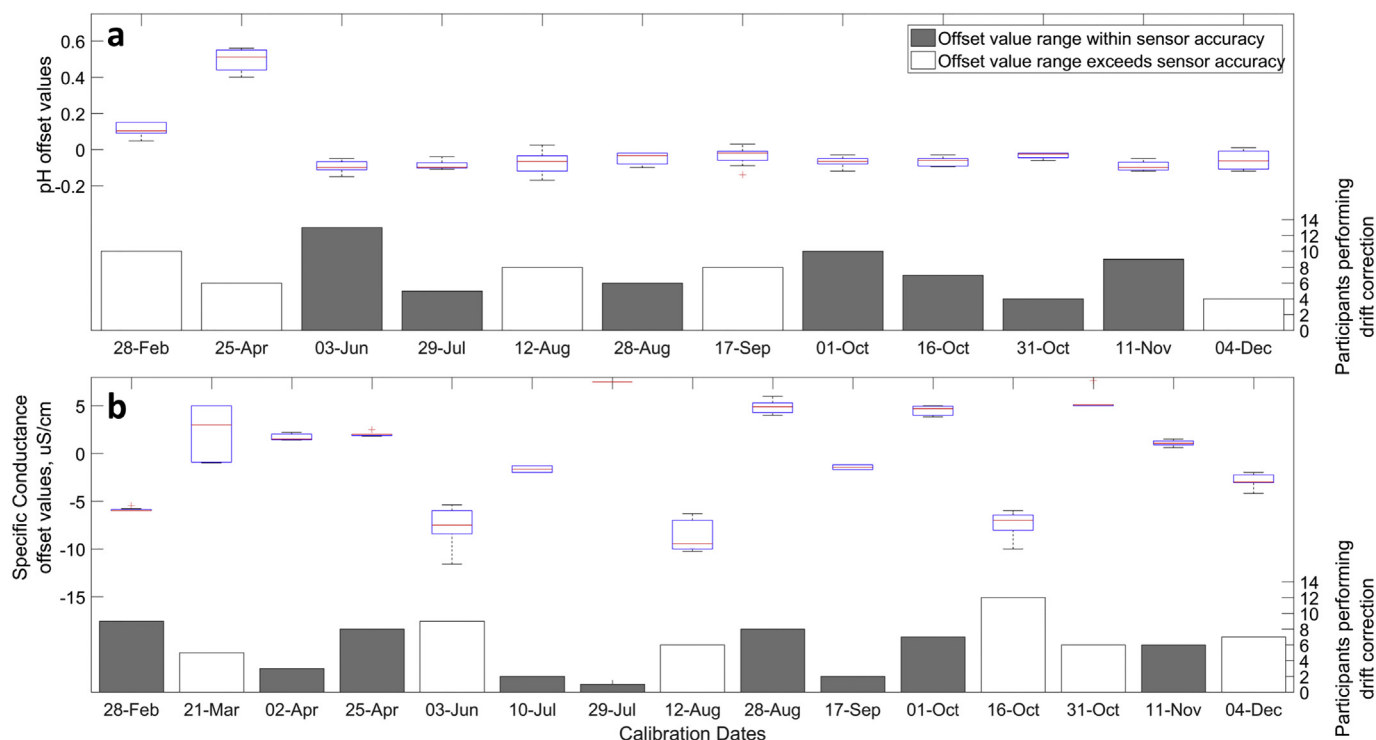 a
Offset value range within sensor accuracy
Offset value range exceeds sensor accuracy
pH offset values
0.6
0.4
0.2
0
-0.2
14
12
10
8
6
4
2
0
Participants performing
drift correction
28-Feb 25-Apr 03-Jun 29-Jul 12-Aug 28-Aug 17-Sep 01-Oct 16-Oct 31-Oct 11-Nov 04-Dec
b
Specific Conductance
offset values, uS/cm
5
0
-5
-10
-15
14
12
10
8
6
4
2
0
Participants performing
drift correction
28-Feb 21-Mar 02-Apr 25-Apr 03-Jun 10-Jul 29-Jul 12-Aug 28-Aug 17-Sep 01-Oct 16-Oct 31-Oct 11-Nov 04-Dec
Calibration Dates